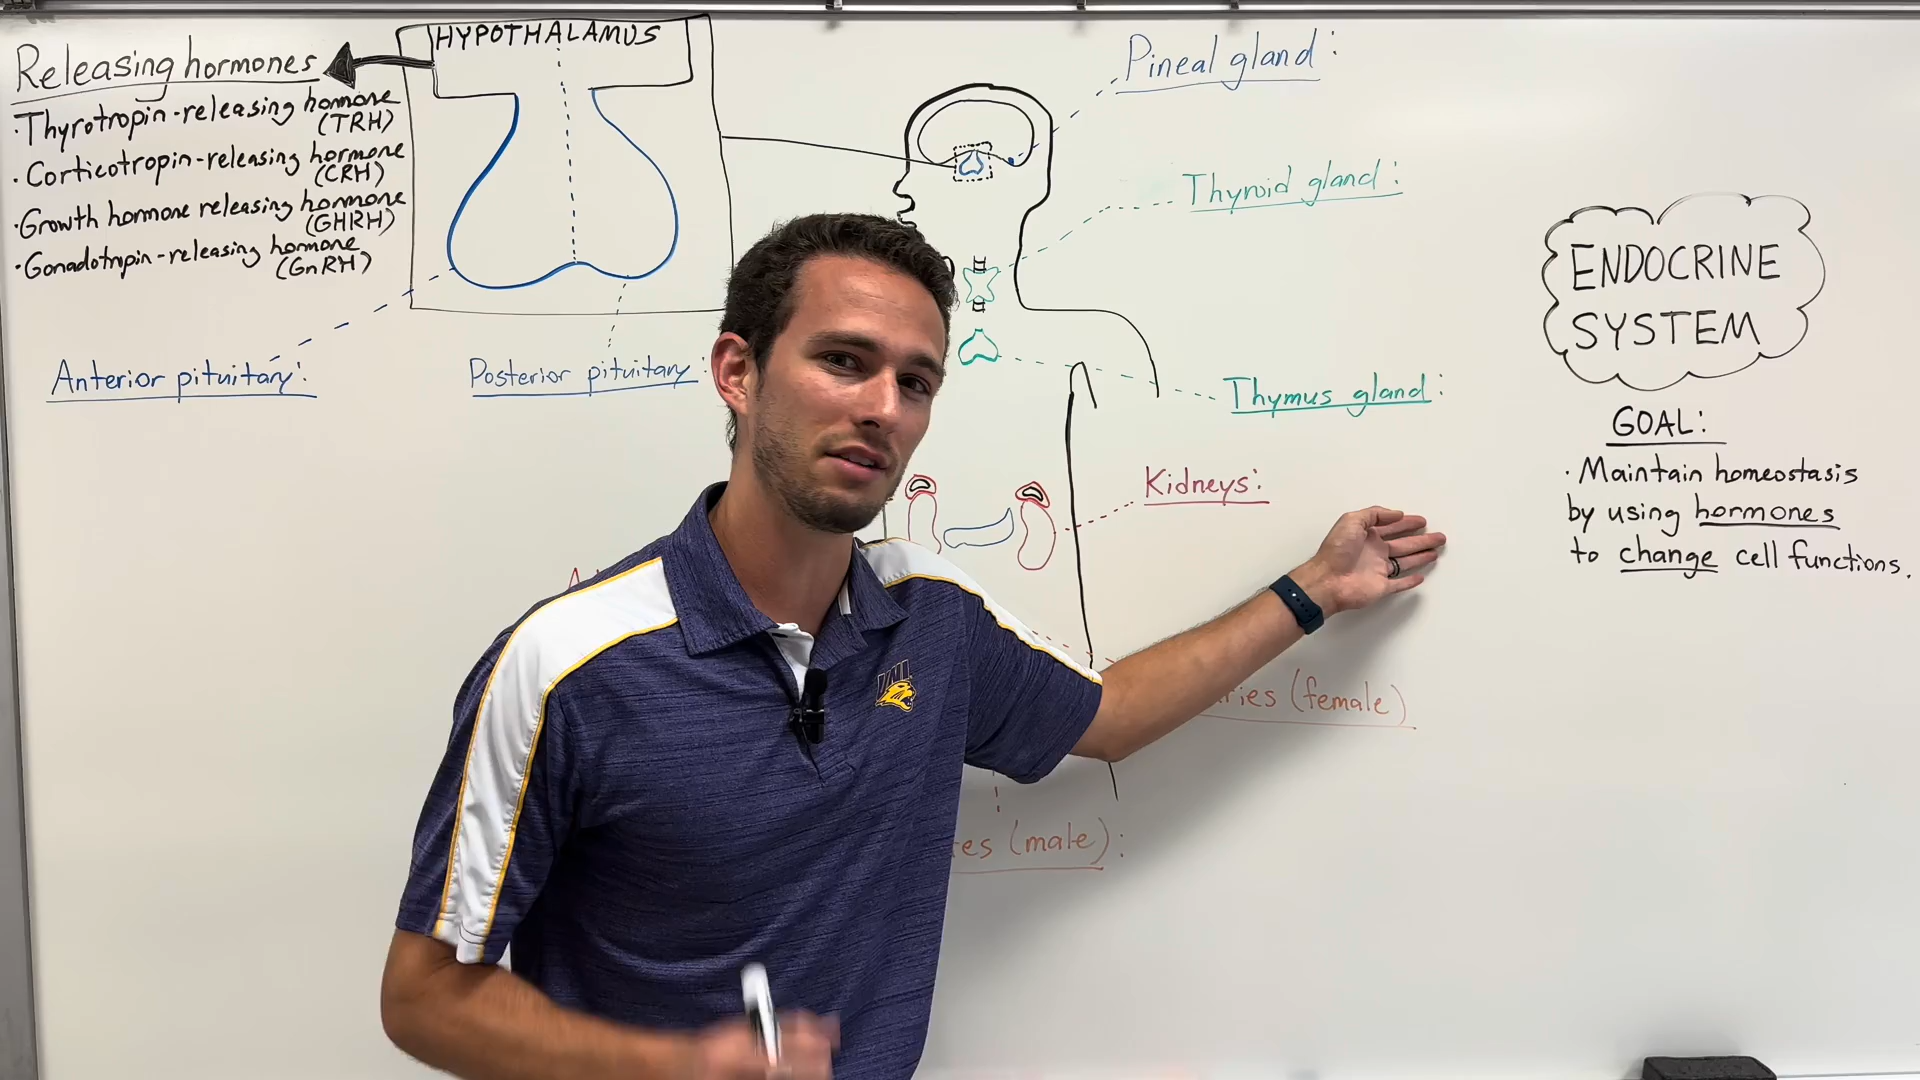 HYPOTHALAMUS
Releasing hormones
· Thyrotropin-releasing hormone
(TRH)
· Corticotropin-releasing hormone
(CRH)
· Growth hormone releasing hormone
(GHRH)
· Gonadotropin-releasing hormone
(GnRH)
Anterior pituitary:
Posterior pituitary:
Pineal gland:
Thyroid gland:
Thymus gland:
Kidneys:
(female)
(male):
ENDOCRINE
SYSTEM
GOAL:
· Maintain homeostasis
by using hormones
to change cell functions.
UNI